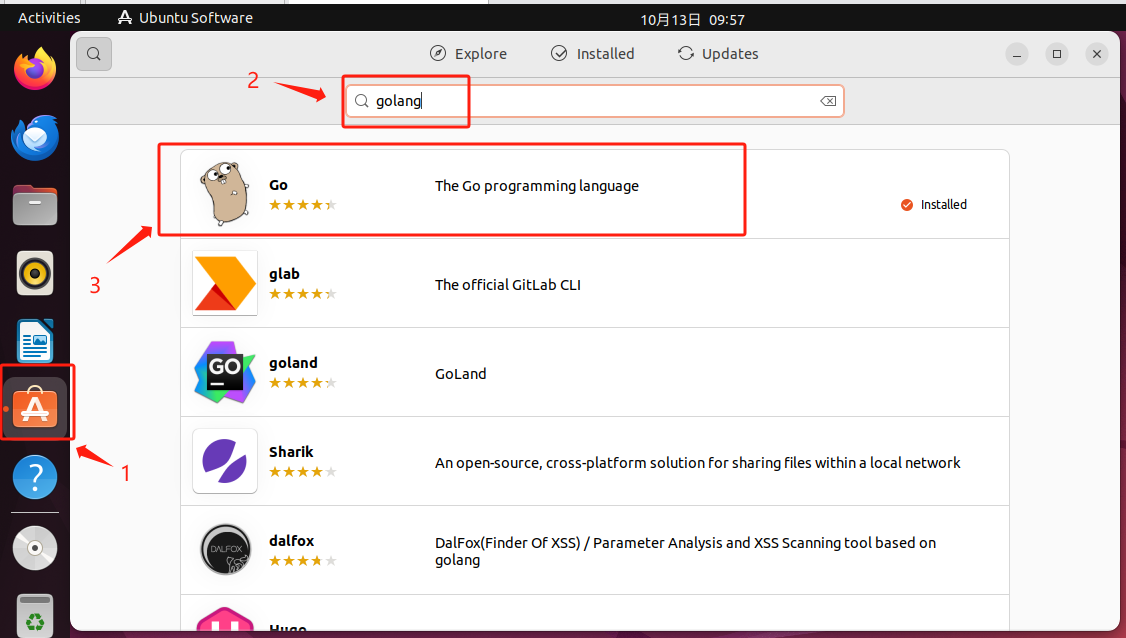 Activities
Ubuntu Software
10月13日 09:57
Explore
Installed
Updates
2
golang
Go
The Go programming language
Installed
3
glab
The official GitLab CLI
GO
goland
GoLand
1
Sharik
An open-source, cross-platform solution for sharing files within a local network
DALFOX
dalfox
DalFox(Finder Of XSS) / Parameter Analysis and XSS Scanning tool based on
golang
Hugo